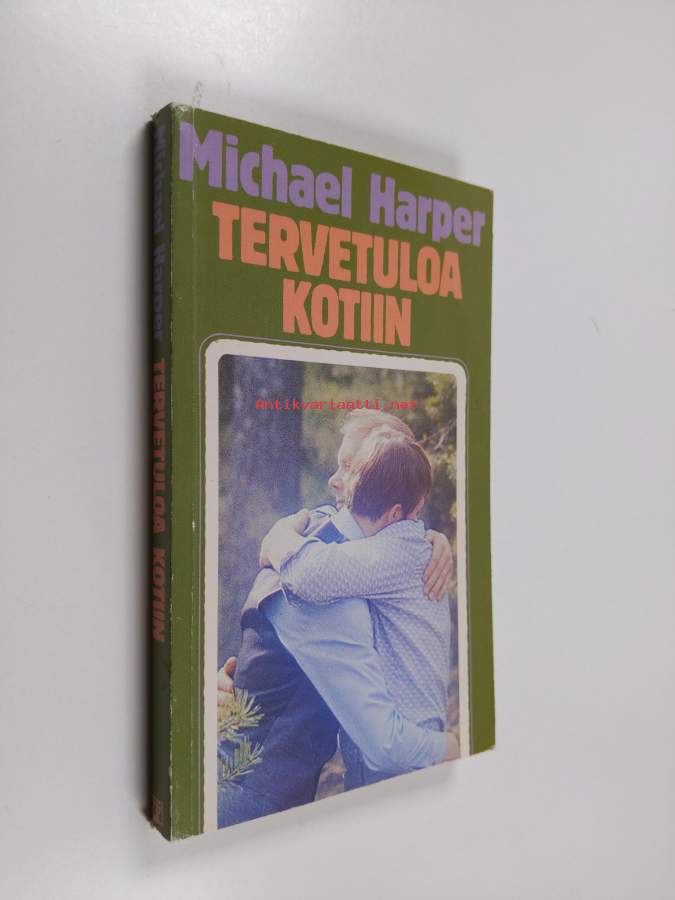 Michael Harper
TERVETULOA
KOTIIN
Antikvariaatti.net
Michael Harper TERVETULOA KOTIIN